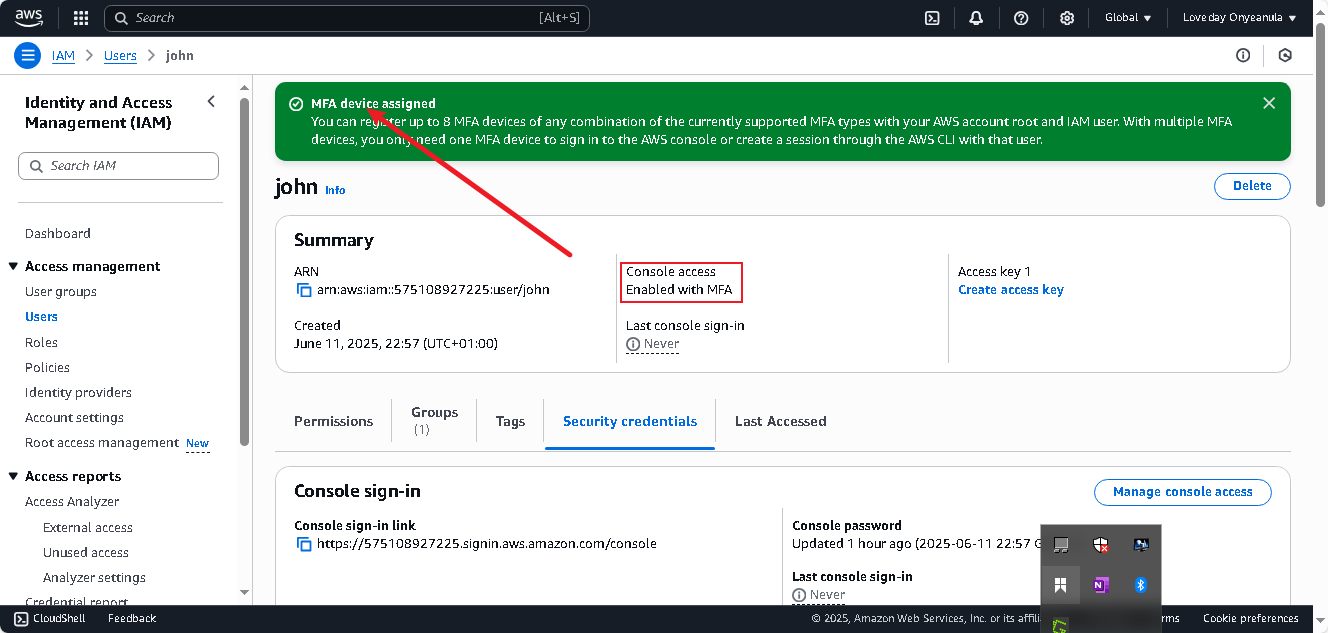 aws
Search
[Alt+S]
Global
Loveday Onyeanula
IAM
Users
john
Identity and Access
Management (IAM)
Search IAM
Dashboard
Access management
User groups
Users
Roles
Policies
Identity providers
Account settings
Root access management New
Access reports
Access Analyzer
External access
Unused access
Analyzer settings
Credential report
MFA device assigned
You can register up to 8 MFA devices of any combination of the currently supported MFA types with your AWS account root and IAM user. With multiple MFA
devices, you only need one MFA device to sign in to the AWS console or create a session through the AWS CLI with that user.
john Info
Delete
Summary
ARN
arn:aws:iam::575108927225:user/john
Created
June 11, 2025, 22:57 (UTC+01:00)
Console access
Enabled with MFA
Last console sign-in
Never
Access key 1
Create access key
Permissions
Groups
(1)
Tags
Security credentials
Last Accessed
Console sign-in
Manage console access
Console sign-in link
https://575108927225.signin.aws.amazon.com/console
Console password
Updated 1 hour ago (2025-06-11 22:57
Last console sign-in
Never
CloudShell
Feedback
© 2025, Amazon Web Services, Inc. or its
Cookie preferences